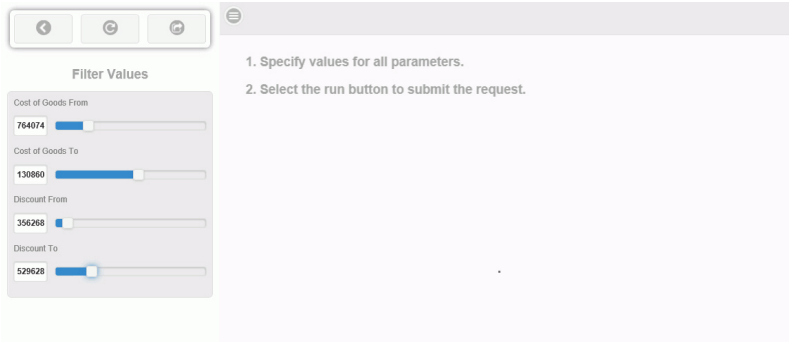 Filter Values
Cost of Goods From
764074
Cost of Goods To
130860
Discount From
356268
Discount To
529628
1. Specify values for all parameters.
2. Select the run button to submit the request.